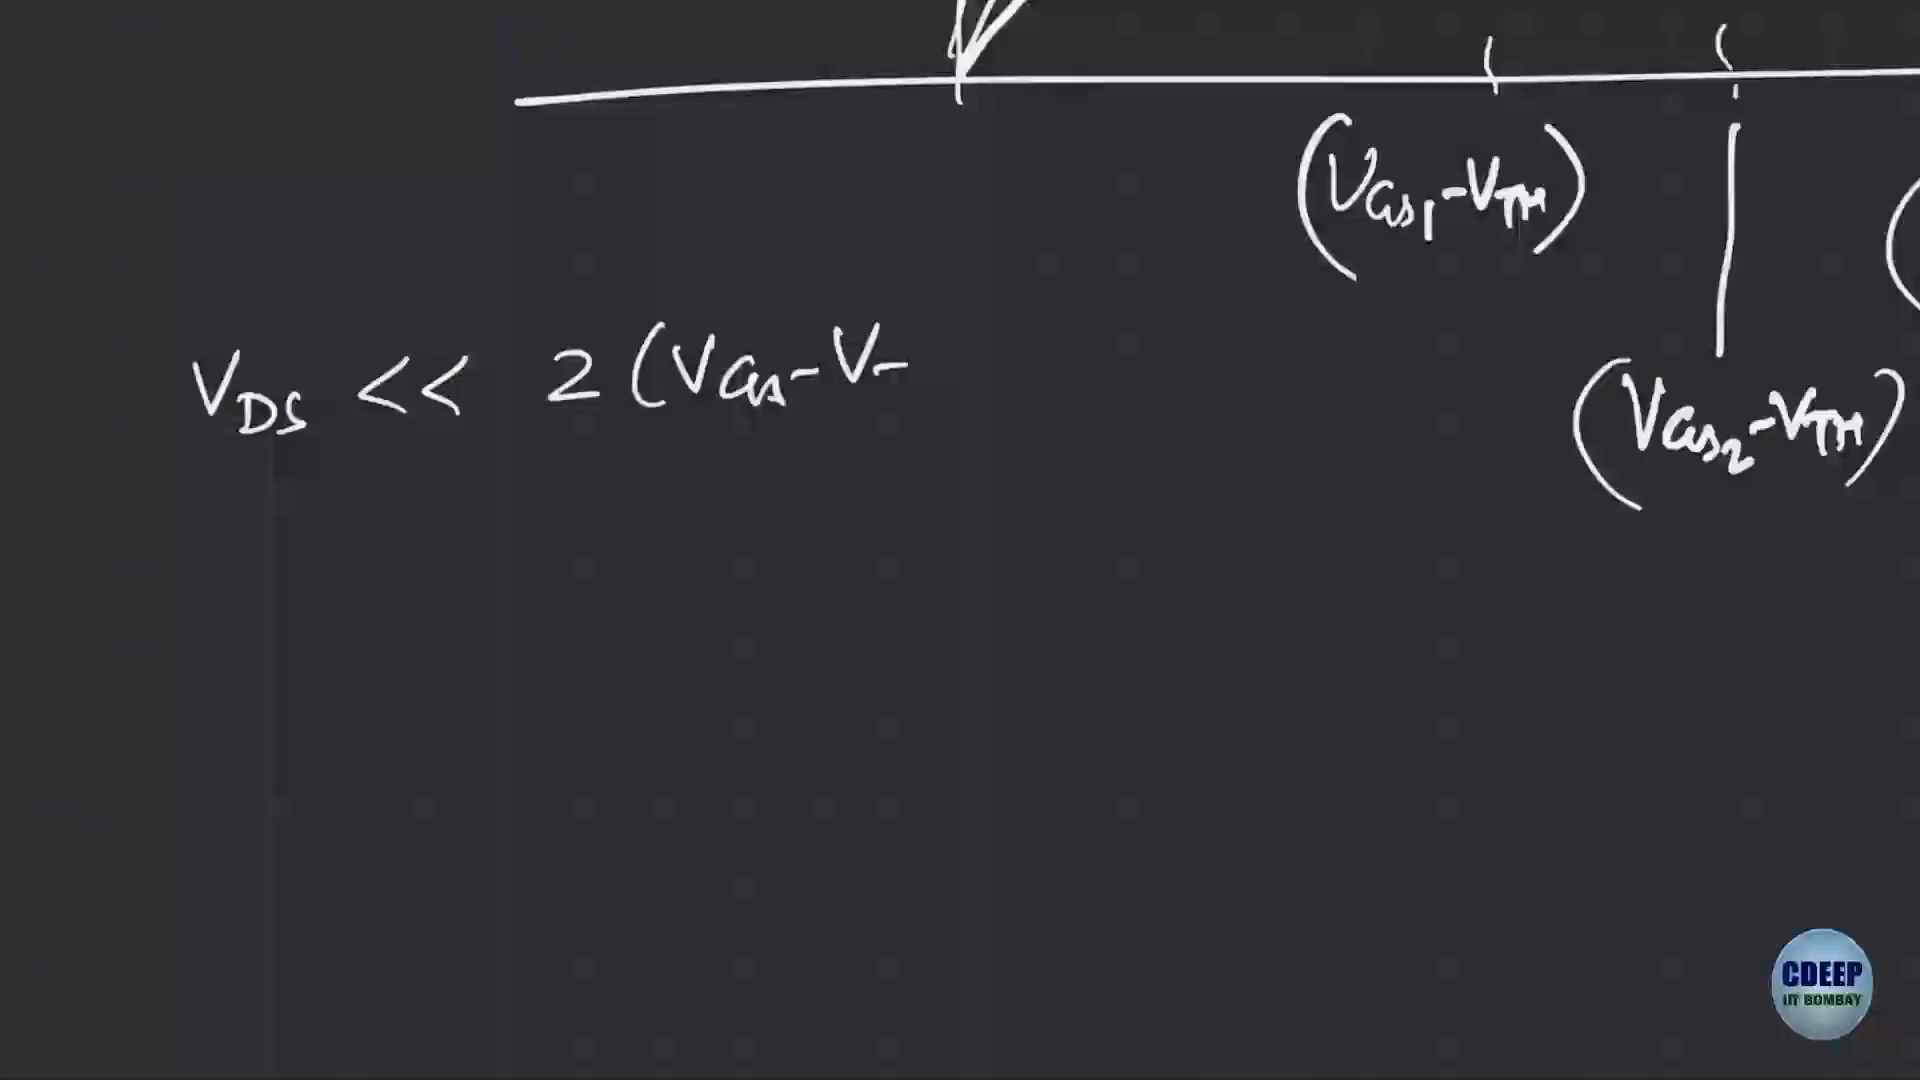 (VGS1-VTH)
VDS << 2 (VGS-V-
(VGS2-VTH)
(
CDEEP
IIT BOMBAY